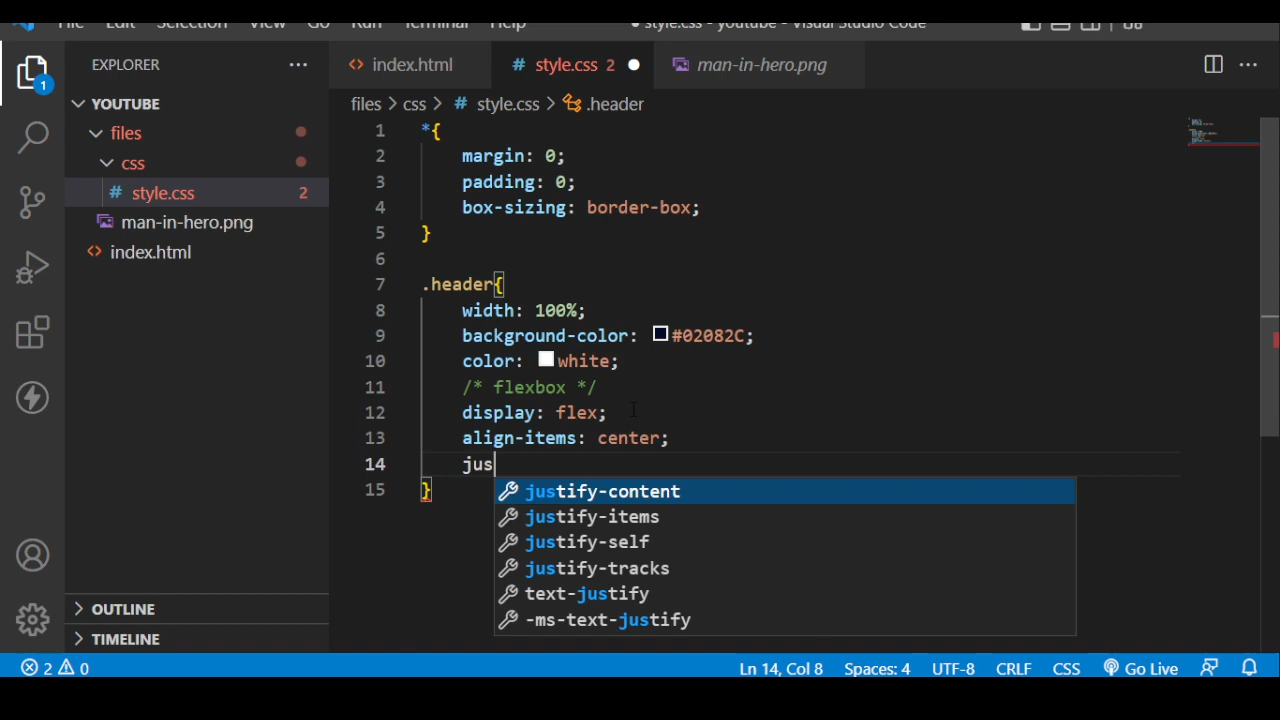 File Edit Selection View Go Run Terminal Help ● style.css - youtube - Visual Studio Code
EXPLORER ···
index.html # style.css 2 ● man-in-hero.png ···
1
YOUTUBE
files > css > # style.css > .header
files
css
# style.css 2
man-in-hero.png
index.html
1 *{
2 margin: 0;
3 padding: 0;
4 box-sizing: border-box;
5 }
6
7 .header{
8 width: 100%;
9 background-color: #02082C;
10 color: white;
11 /* flexbox */
12 display: flex;
13 align-items: center;
14 jus
15 }
justify-content
justify-items
justify-self
justify-tracks
text-justify
-ms-text-justify
OUTLINE
TIMELINE
2 0 Ln 14, Col 8 Spaces: 4 UTF-8 CRLF CSS Go Live